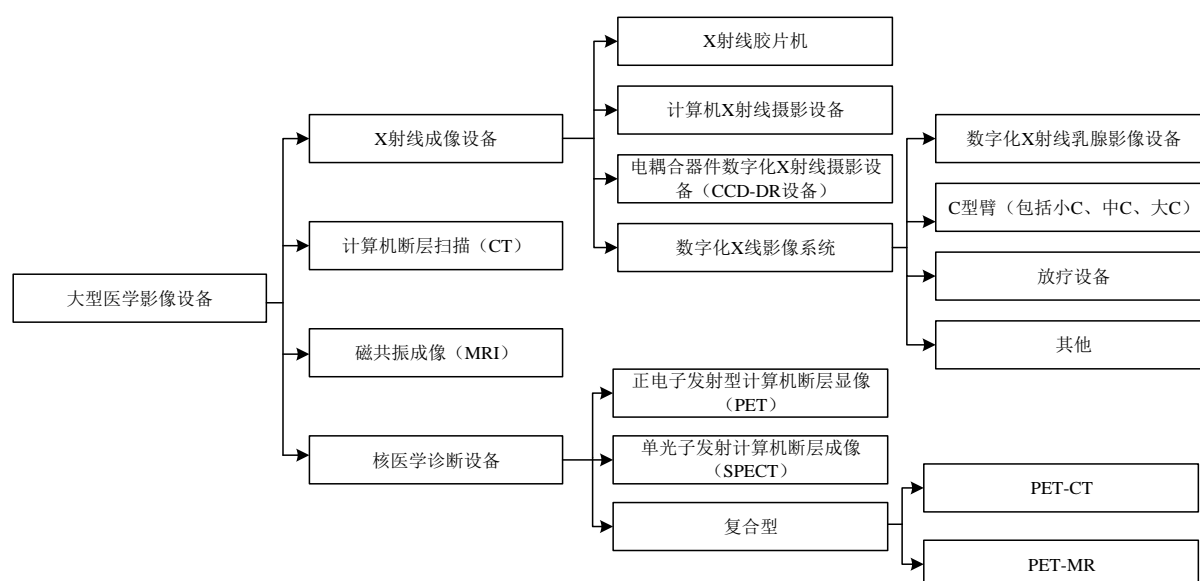 大型医学影像设备
X射线成像设备
计算机断层扫描（CT）
磁共振成像（MRI）
核医学诊断设备
X射线胶片机
计算机X射线摄影设备
电耦合器件数字化X射线摄影设
备（CCD-DR设备）
数字化X线影像系统
数字化X射线乳腺影像设备
C型臂（包括小C、中C、大C）
放疗设备
其他
正电子发射型计算机断层显像
（PET）
单光子发射计算机断层成像
（SPECT）
复合型
PET-CT
PET-MR